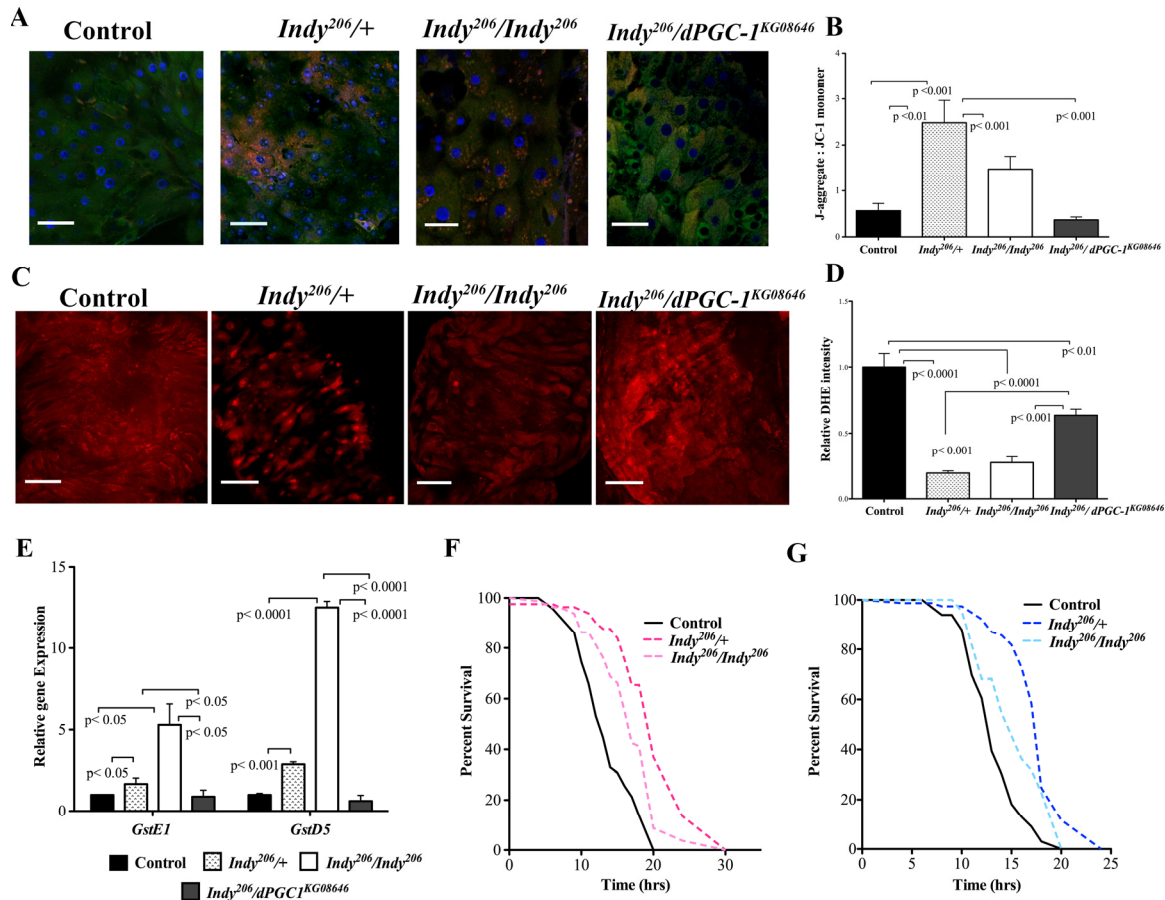 A
Control
Indy206/+
Indy206/Indy206
Indy206/dPGC-1KG08646
B
J-aggregate : JC-1 monomer
4
3
2
1
0
p <0.001
p <0.01
p< 0.001
p <0.001
Control
Indy206/+
Indy206/Indy206
Indy206/ dPGC-1KG08646
C
Control
Indy206/+
Indy206/Indy206
Indy206/dPGC-1KG08646
D
Relative DHE intensity
1.5
1.0
0.5
0.0
p< 0.01
p< 0.0001
p< 0.0001
p< 0.001
p< 0.001
Control
Indy206/+
Indy206/Indy206
Indy206/ dPGC-1KG08646
E
Relative gene Expression
15
10
5
0
p< 0.05
p< 0.05
p< 0.05
p< 0.05
p< 0.001
p< 0.0001
p< 0.0001
p< 0.0001
GstE1
GstD5
Control
Indy206/+
Indy206/Indy206
Indy206/dPGC1KG08646
F
Percent Survival
100
80
60
40
20
0
0
10
20
30
Time (hrs)
Control
Indy206/+
Indy206/Indy206
G
Percent Survival
100
80
60
40
20
0
0
5
10
15
20
25
Time (hrs)
Control
Indy206/+
Indy206/Indy206